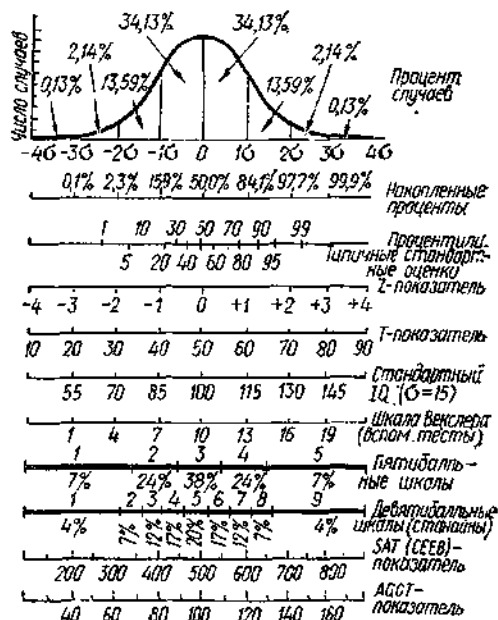 34,13% 34,13%
2,14% 2,14%
0,13% 13,59% 13,59% 0,13%
Число случаев
Процент
случаев
-4σ -3σ -2σ -1σ 0 1σ 2σ 3σ 4σ
0,1% 2,3% 15,9% 50,0% 84,1% 97,7% 99,9%
Накопленные
проценты
1 10 30 50 70 90 99
Процентили
5 20 40 60 80 95
Типичные стандарт-
ные оценки
Z-показатель
-4 -3 -2 -1 0 +1 +2 +3 +4
T-показатель
10 20 30 40 50 60 70 80 90
Стандартный
IQ (σ=15)
55 70 85 100 115 130 145
Шкала Векслера
(вспом. тесты)
1 4 7 10 13 16 19
1 2 3 4 5
Пятибалль-
ные школы
7% 24% 38% 24% 7%
1 2 3 4 5 6 7 8 9
Девятибалльные
школы (станайны)
4% 7% 12% 17% 20% 17% 12% 7% 4%
SAT (CEEB)-
показатель
200 300 400 500 600 700 800
AGCT-
показатель
40 60 80 100 120 140 160